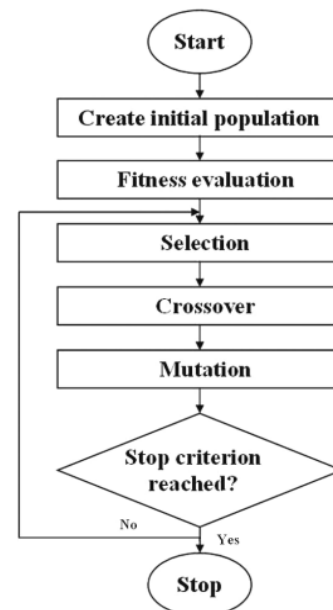 Start
Create initial population
Fitness evaluation
Selection
Crossover
Mutation
Stop criterion
reached?
No
Yes
Stop